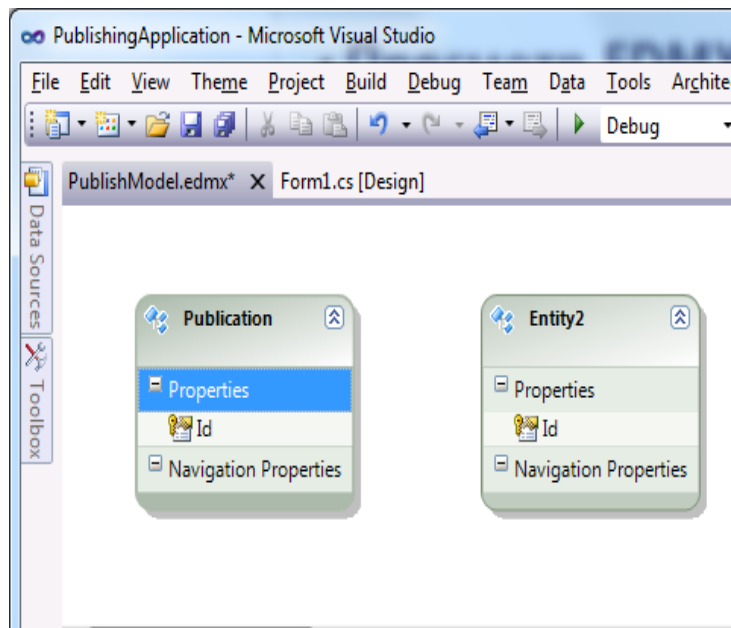 PublishingApplication - Microsoft Visual Studio
File Edit View Theme Project Build Debug Team Data Tools
Debug
PublishModel.edmx* X Form1.cs [Design]
Data Sources
Toolbox
Publication
Properties
Id
Navigation Properties
Entity2
Properties
Id
Navigation Properties